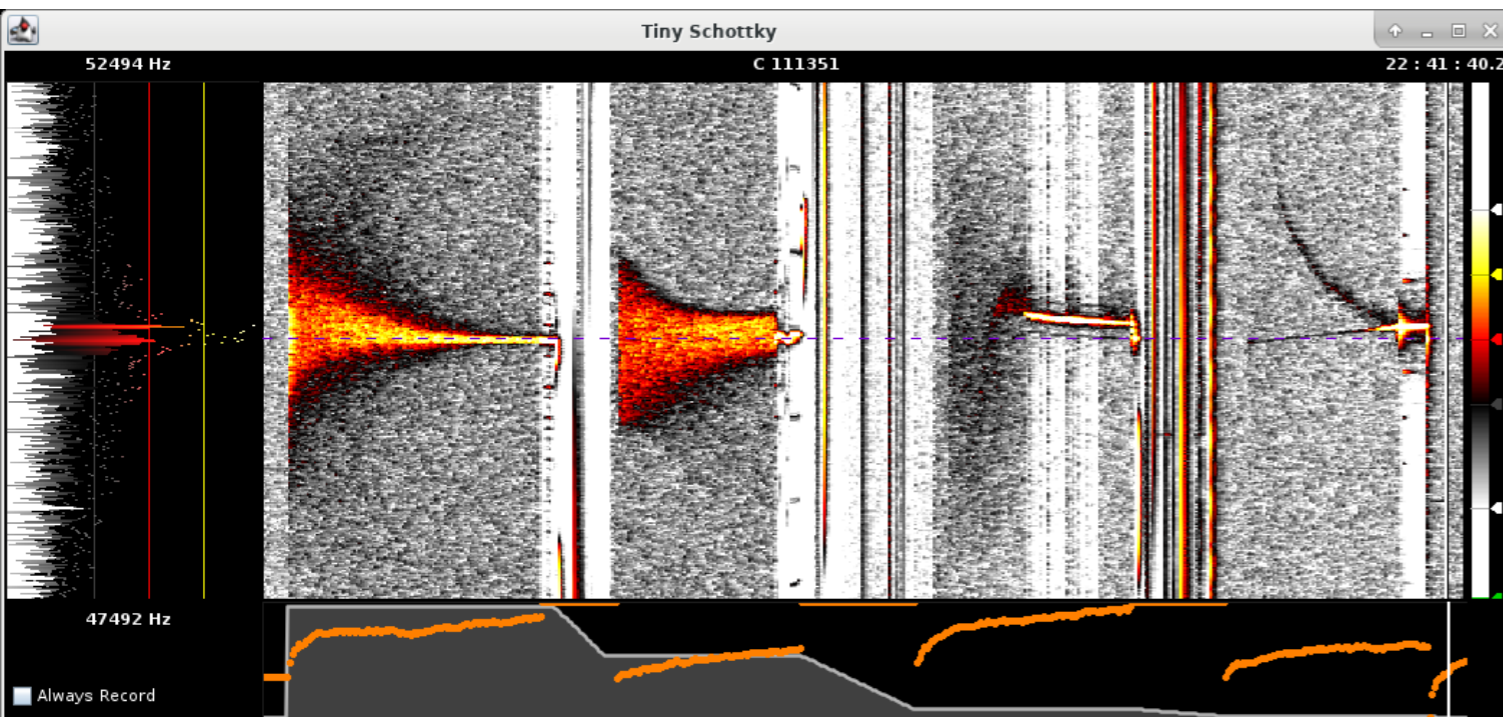 Tiny Schottky
52494 Hz
C 111351
22 : 41 : 40.2
47492 Hz
Always Record